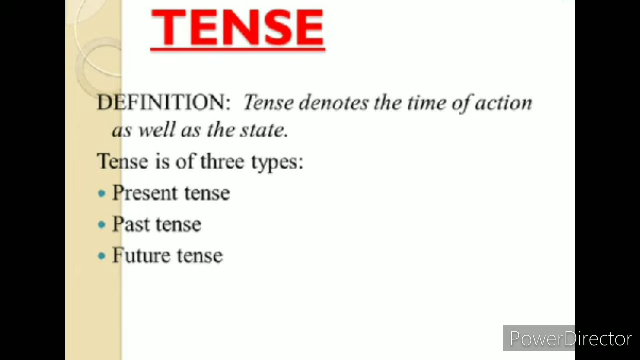 TENSE
DEFINITION: Tense denotes the time of action
as well as the state.
Tense is of three types:
• Present tense
• Past tense
• Future tense
PowerDirector